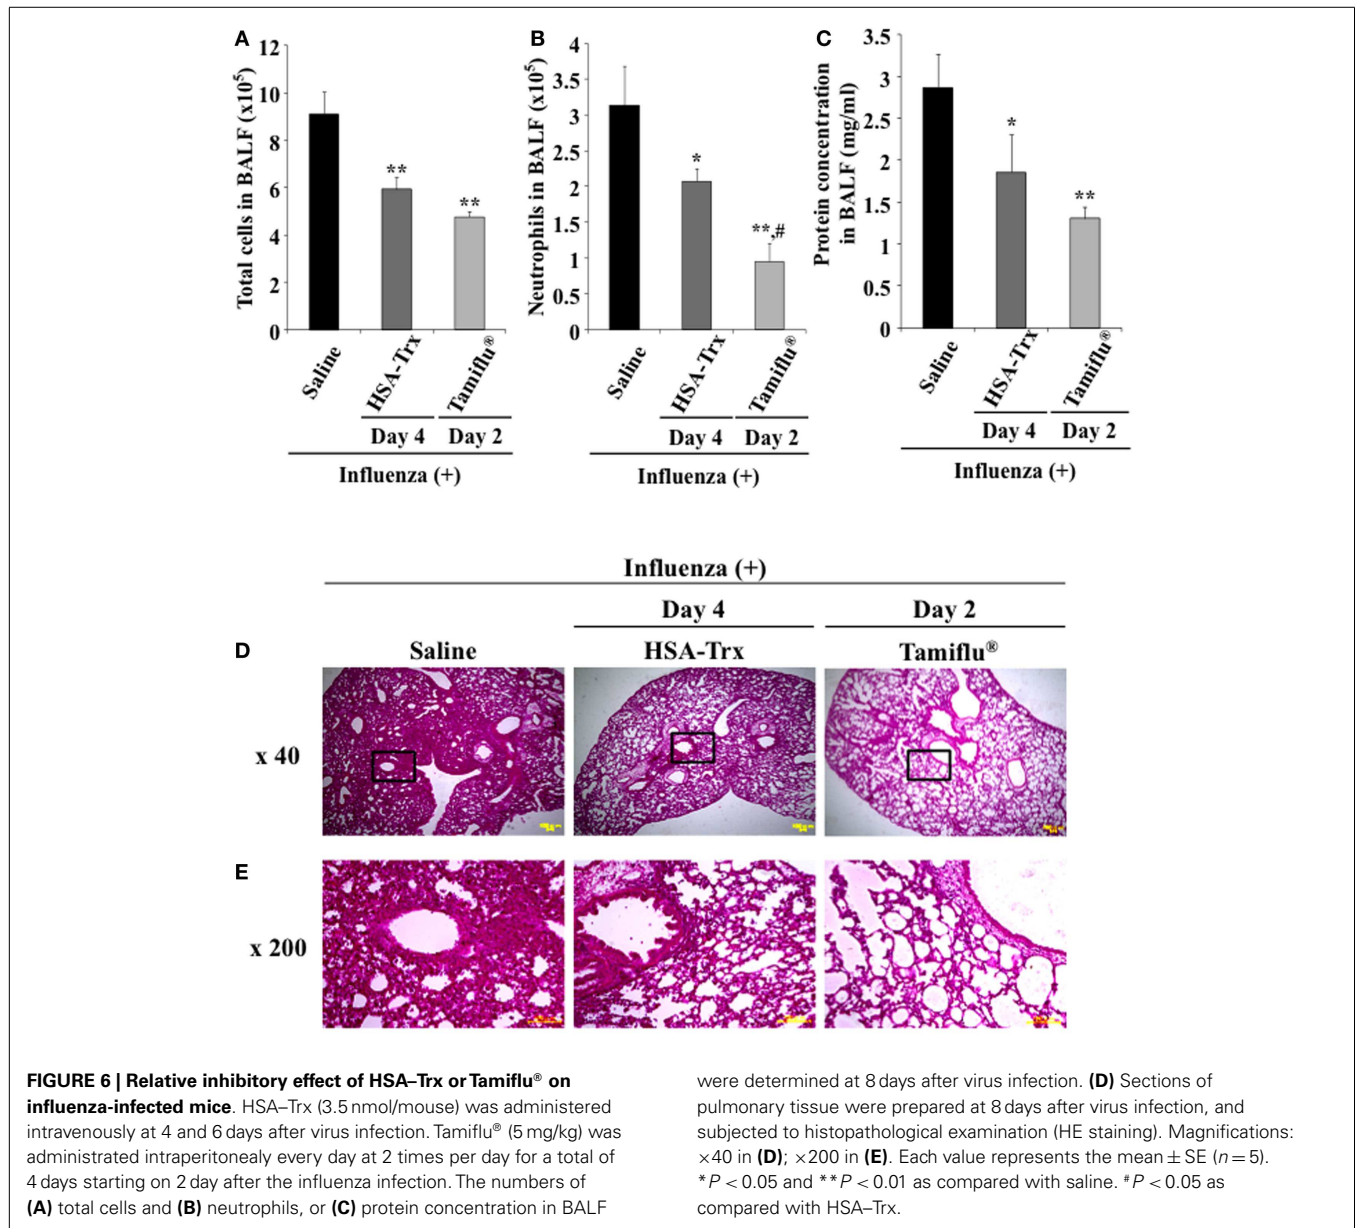 A
Total cells in BALF (x10⁵)
12
10
8
6
4
2
0
**
**
Saline
HSA-Trx
Tamiflu®
Day 4 Day 2
Influenza (+)
B
Neutrophils in BALF (x10⁵)
4
3.5
3
2.5
2
1.5
1
0.5
0
*
**,#
Saline
HSA-Trx
Tamiflu®
Day 4 Day 2
Influenza (+)
C
Protein concentration
in BALF (mg/ml)
3.5
3
2.5
2
1.5
1
0.5
0
*
**
Saline
HSA-Trx
Tamiflu®
Day 4 Day 2
Influenza (+)
Influenza (+)
Day 4 Day 2
D Saline HSA-Trx Tamiflu®
x 40
E
x 200
FIGURE 6 | Relative inhibitory effect of HSA–Trx or Tamiflu® on
influenza-infected mice. HSA–Trx (3.5 nmol/mouse) was administered
intravenously at 4 and 6 days after virus infection. Tamiflu® (5 mg/kg) was
administrated intraperitonealy every day at 2 times per day for a total of
4 days starting on 2 day after the influenza infection. The numbers of
(A) total cells and (B) neutrophils, or (C) protein concentration in BALF
were determined at 8 days after virus infection. (D) Sections of
pulmonary tissue were prepared at 8 days after virus infection, and
subjected to histopathological examination (HE staining). Magnifications:
×40 in (D); ×200 in (E). Each value represents the mean ± SE (n = 5).
*P < 0.05 and **P < 0.01 as compared with saline. #P < 0.05 as
compared with HSA–Trx.